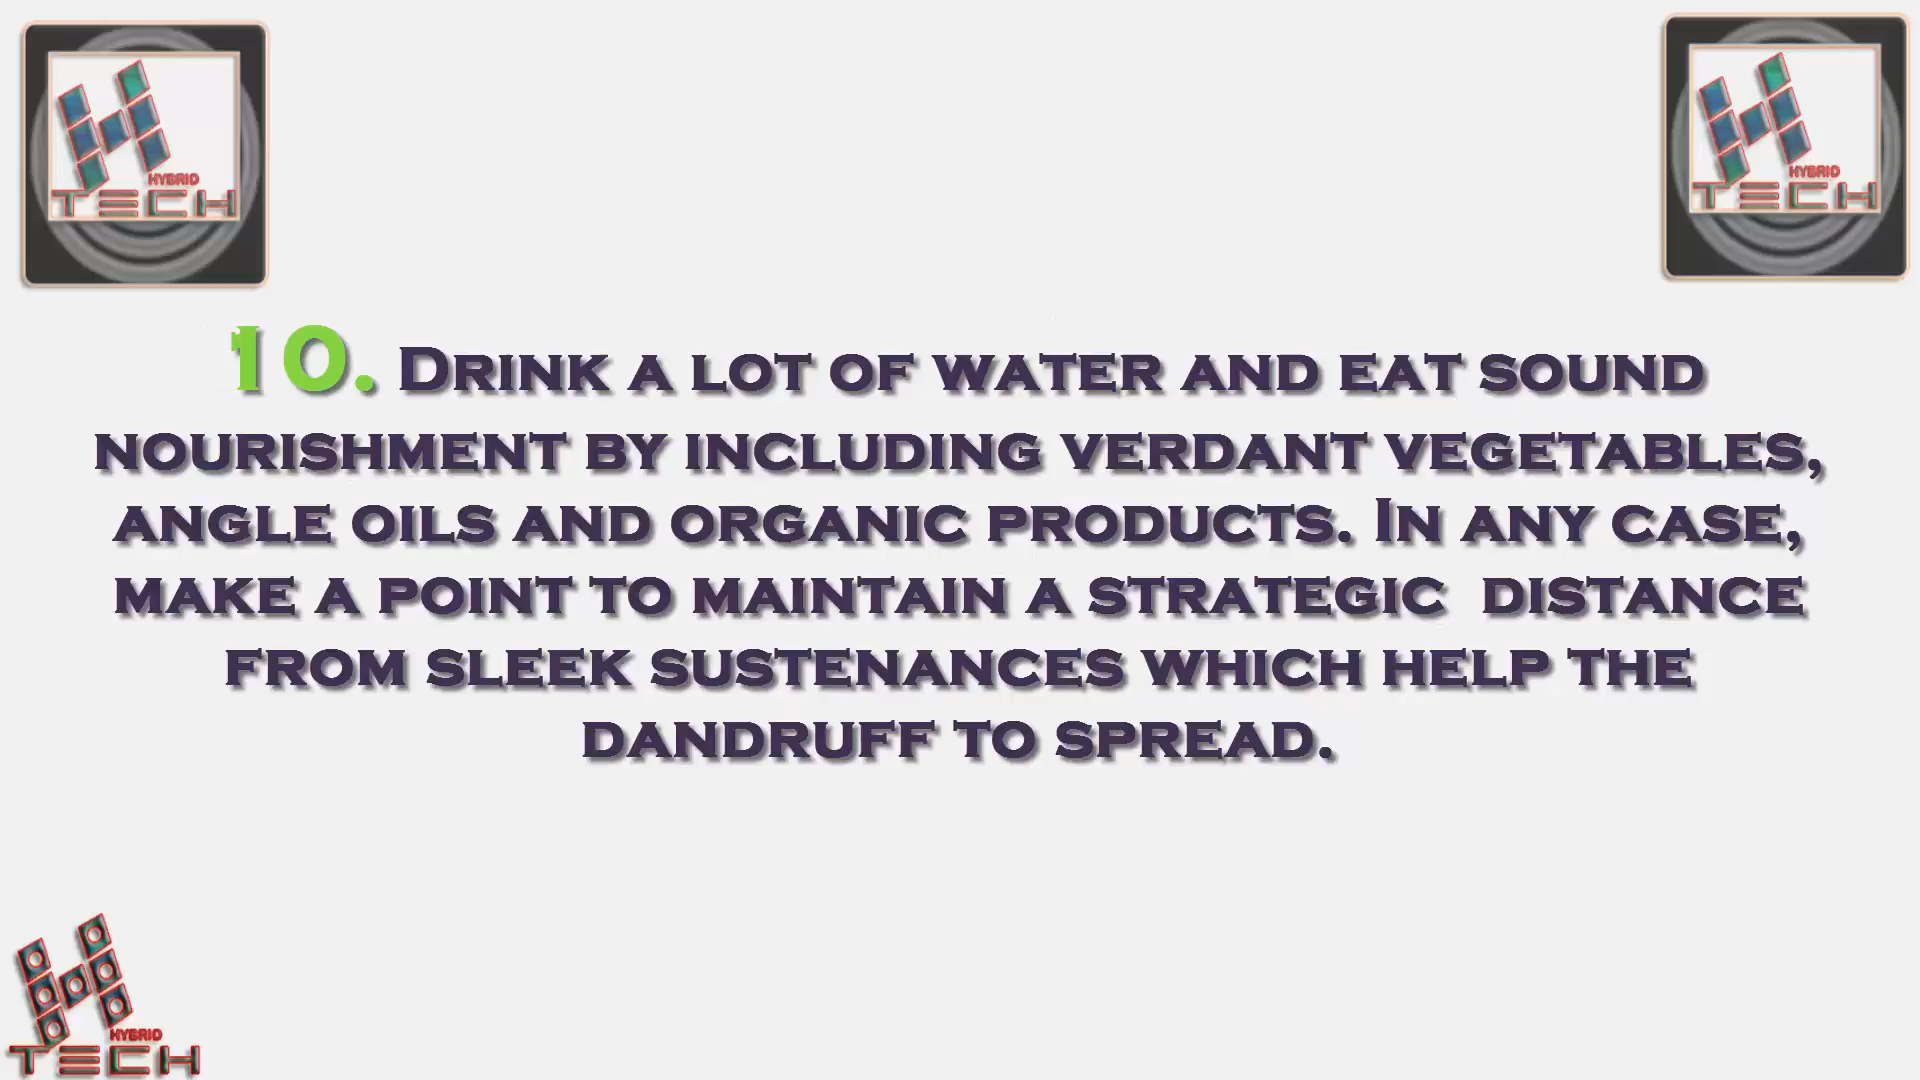 HYBRID
TECH
HYBRID
TECH
10. Drink a lot of water and eat sound
nourishment by including verdant vegetables,
angle oils and organic products. In any case,
make a point to maintain a strategic distance
from sleek sustenances which help the
dandruff to spread.
HYBRID
TECH